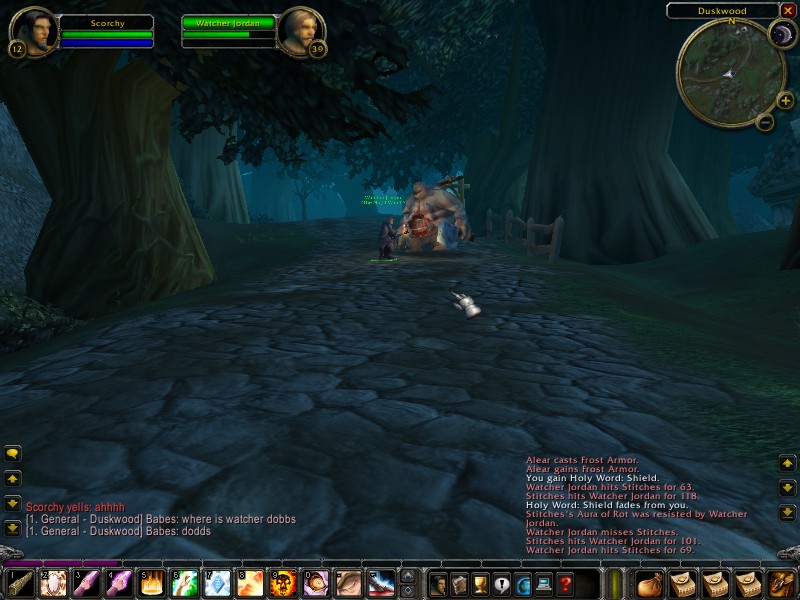 Scorchy
12
Watcher Jordan
39
Duskwood
N
Alear casts Frost Armor.
Alear gains Frost Armor.
You gain Holy Word: Shield.
Watcher Jordan hits Stitches for 63.
Stitches hits Watcher Jordan for 118.
Holy Word: Shield fades from you.
Stitches's Aura of Rot was resisted by Watcher
Jordan.
Watcher Jordan misses Stitches.
Stitches hits Watcher Jordan for 101.
Watcher Jordan hits Stitches for 69.
Scorchy yells: ahhhh
[1. General - Duskwood] Babes: where is watcher dobbs
[1. General - Duskwood] Babes: dodds